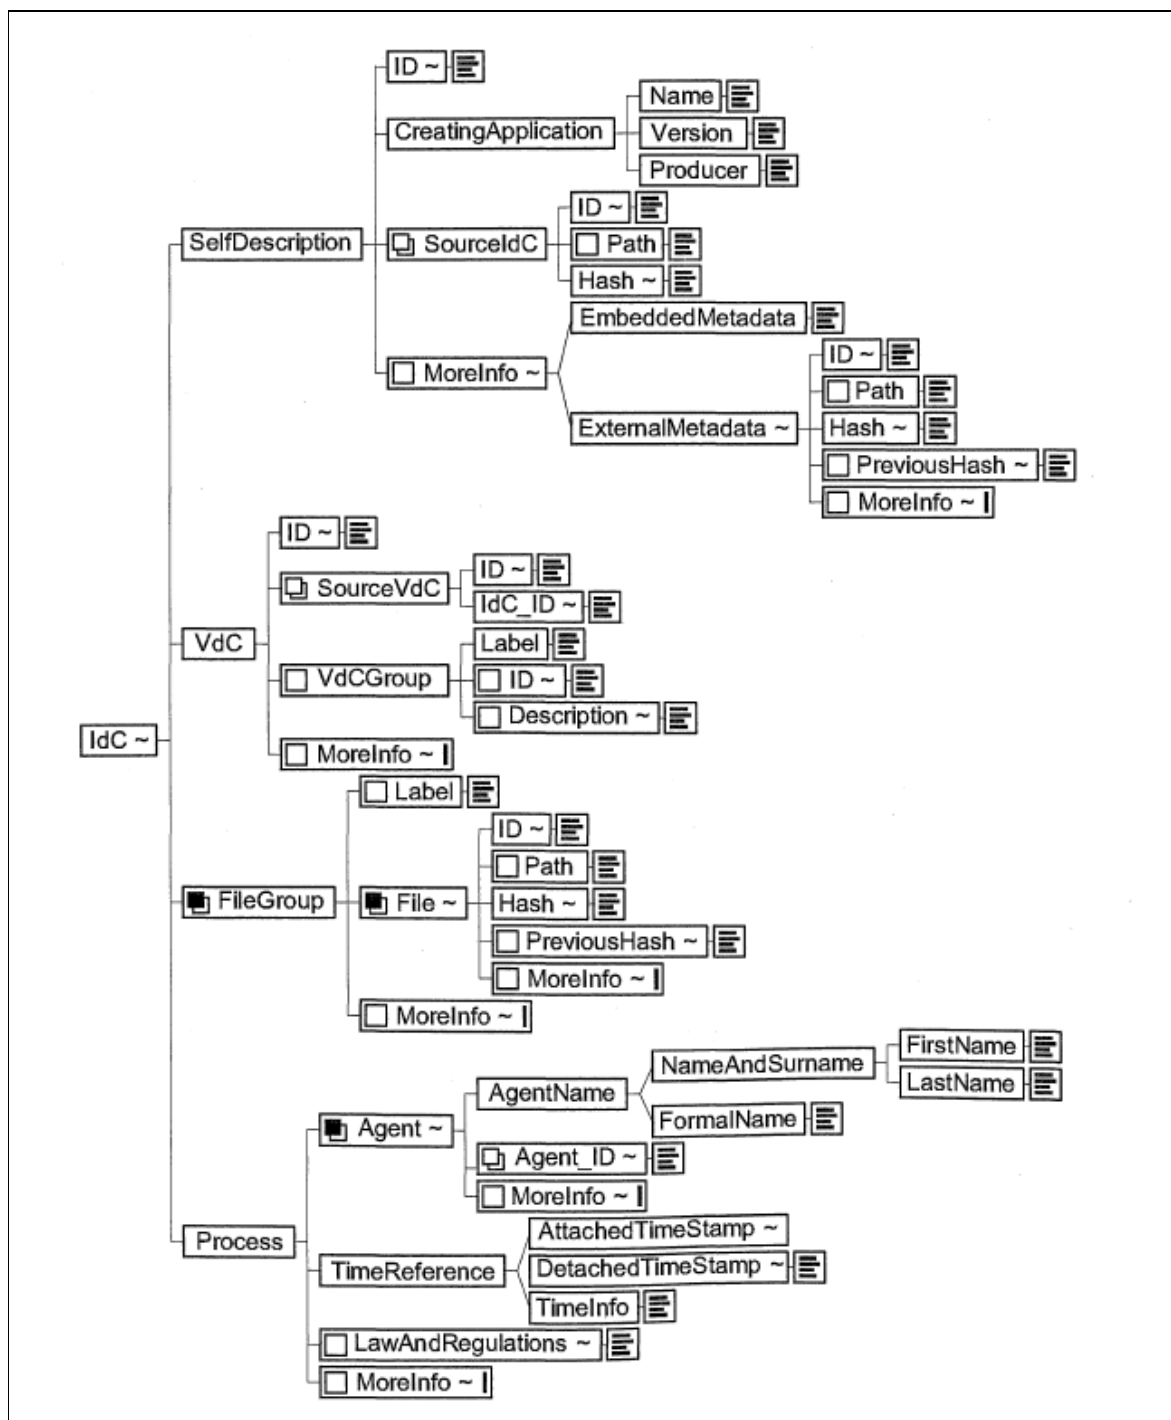 ID ~
CreatingApplication
Name
Version
Producer
SelfDescription
SourceIdC
ID ~
Path
Hash ~
MoreInfo ~
EmbeddedMetadata
ExternalMetadata ~
ID ~
Path
Hash ~
PreviousHash ~
MoreInfo ~
VdC
ID ~
SourceVdC
ID ~
IdC_ID ~
VdCGroup
Label
ID ~
Description ~
MoreInfo ~
IdC ~
FileGroup
Label
File ~
ID ~
Path
Hash ~
PreviousHash ~
MoreInfo ~
MoreInfo ~
Process
Agent ~
AgentName
NameAndSurname
FirstName
LastName
FormalName
Agent_ID ~
MoreInfo ~
TimeReference
AttachedTimeStamp ~
DetachedTimeStamp ~
TimeInfo
LawAndRegulations ~
MoreInfo ~